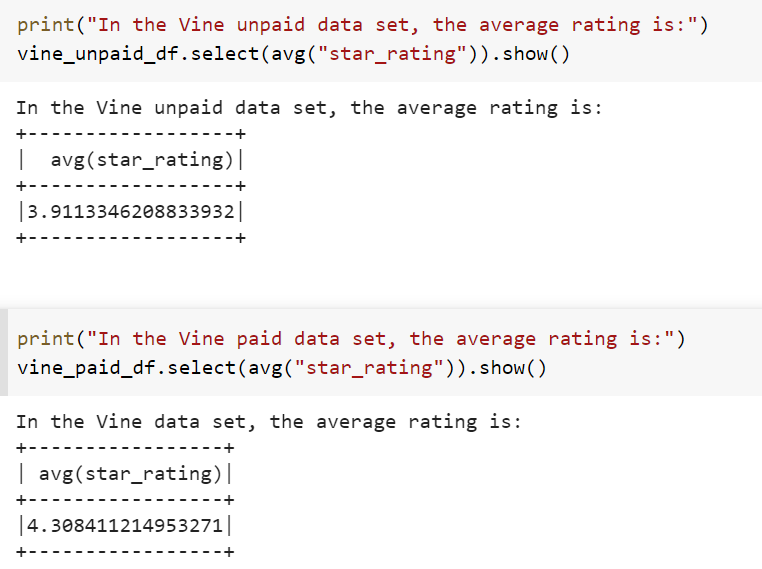 print("In the Vine unpaid data set, the average rating is:")
vine_unpaid_df.select(avg("star_rating")).show()
In the Vine unpaid data set, the average rating is:
+------------------+
|  avg(star_rating)|
+------------------+
|3.9113346208833932|
+------------------+
print("In the Vine paid data set, the average rating is:")
vine_paid_df.select(avg("star_rating")).show()
In the Vine data set, the average rating is:
+-----------------+
| avg(star_rating)|
+-----------------+
|4.308411214953271|
+-----------------+